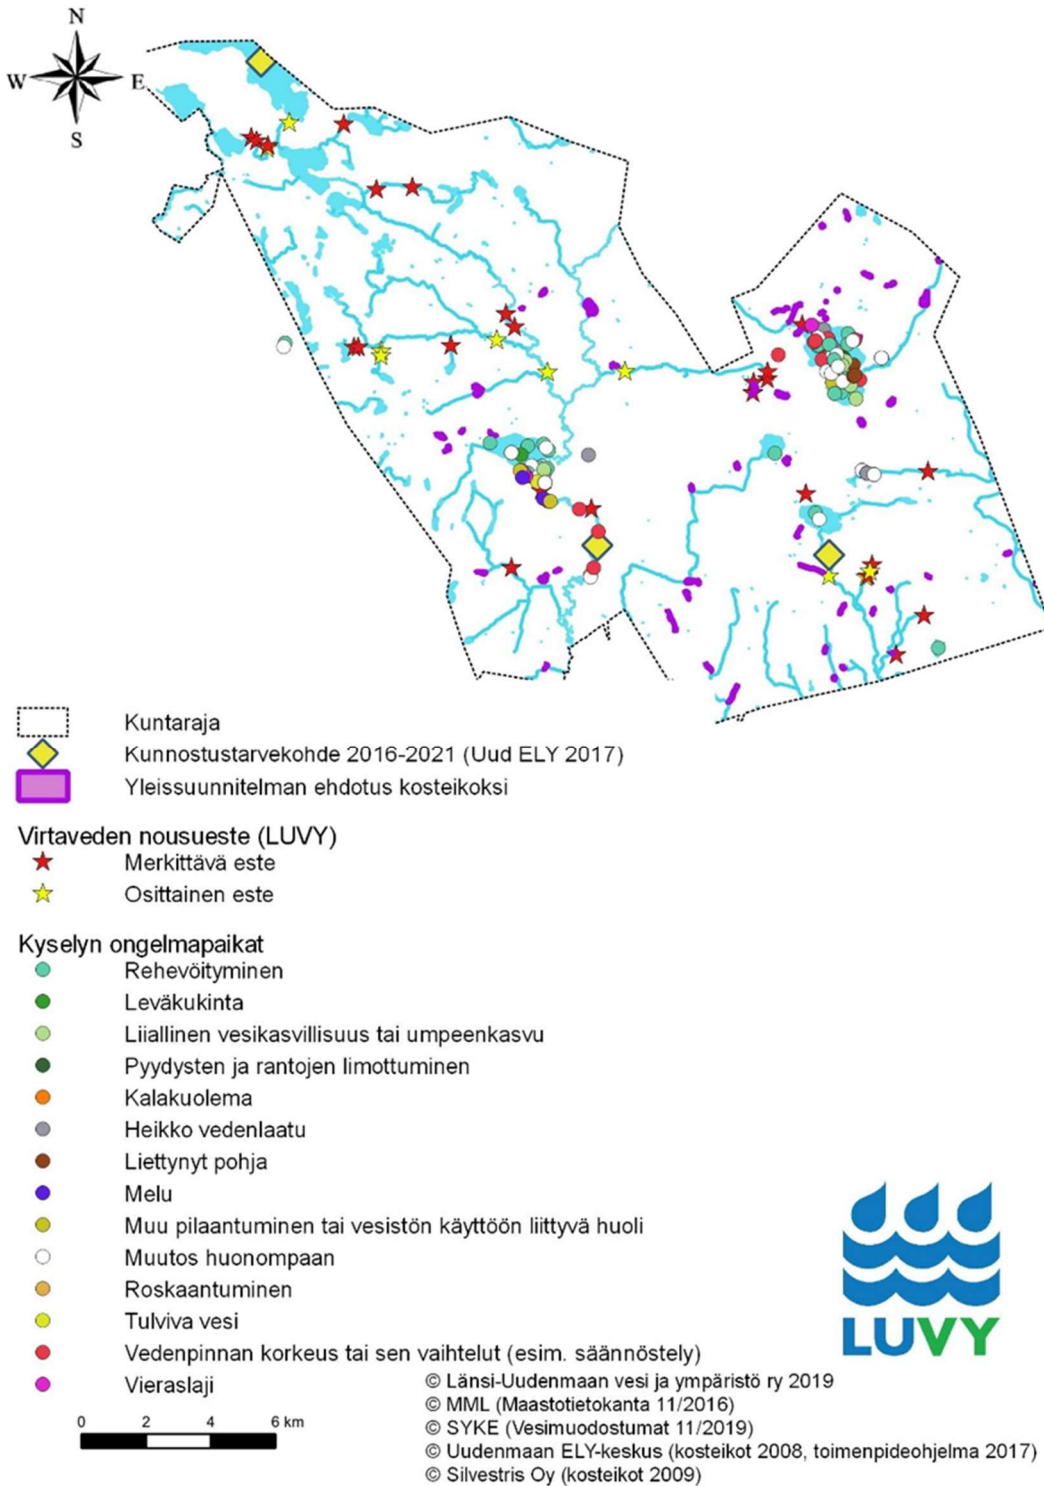 N
W
E
S
Kuntaraja
Kunnostustarvekohde 2016-2021 (Uud ELY 2017)
Yleissuunnitelman ehdotus kosteikoksi
Virtaveden nousueste (LUVY)
Merkittävä este
Osittainen este
Kyselyn ongelmapaikat
Rehevöityminen
Leväkukinta
Liiallinen vesikasvillisuus tai umpeenkasvu
Pyydysten ja rantojen limottuminen
Kalakuolema
Heikko vedenlaatu
Liettynyt pohja
Melu
Muu pilaantuminen tai vesistön käyttöön liittyvä huoli
Muutos huonompaan
Roskaantuminen
Tulviva vesi
Vedenpinnan korkeus tai sen vaihtelut (esim. säännöstely)
Vieraslaji
LUVY
0 2 4 6 km
© Länsi-Uudenmaan vesi ja ympäristö ry 2019
© MML (Maastotietokanta 11/2016)
© SYKE (Vesimuodostumat 11/2019)
© Uudenmaan ELY-keskus (kosteikot 2008, toimenpideohjelma 2017)
© Silvestris Oy (kosteikot 2009)